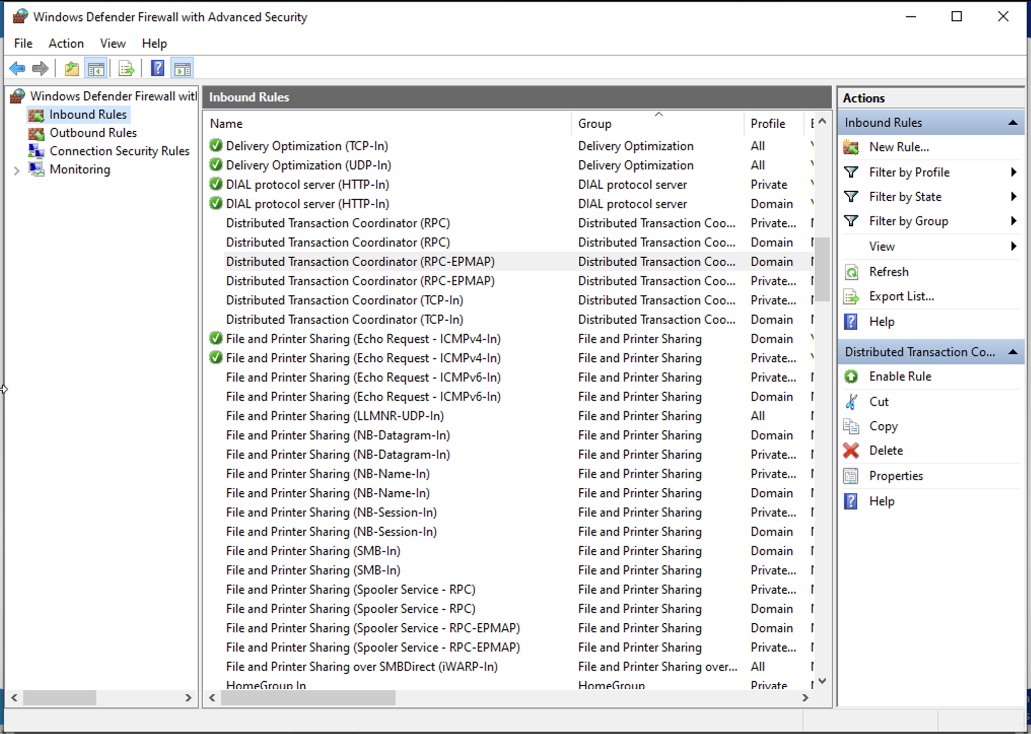 Windows Defender Firewall with Advanced Security
File Action View Help
Windows Defender Firewall with
Inbound Rules
Outbound Rules
Connection Security Rules
Monitoring
Inbound Rules
Name Group Profile
Delivery Optimization (TCP-In) Delivery Optimization All
Delivery Optimization (UDP-In) Delivery Optimization All
DIAL protocol server (HTTP-In) DIAL protocol server Private
DIAL protocol server (HTTP-In) DIAL protocol server Domain
Distributed Transaction Coordinator (RPC) Distributed Transaction Coo... Private...
Distributed Transaction Coordinator (RPC) Distributed Transaction Coo... Domain
Distributed Transaction Coordinator (RPC-EPMAP) Distributed Transaction Coo... Domain
Distributed Transaction Coordinator (RPC-EPMAP) Distributed Transaction Coo... Private...
Distributed Transaction Coordinator (TCP-In) Distributed Transaction Coo... Private...
Distributed Transaction Coordinator (TCP-In) Distributed Transaction Coo... Domain
File and Printer Sharing (Echo Request - ICMPv4-In) File and Printer Sharing Domain
File and Printer Sharing (Echo Request - ICMPv4-In) File and Printer Sharing Private...
File and Printer Sharing (Echo Request - ICMPv6-In) File and Printer Sharing Private...
File and Printer Sharing (Echo Request - ICMPv6-In) File and Printer Sharing Domain
File and Printer Sharing (LLMNR-UDP-In) File and Printer Sharing All
File and Printer Sharing (NB-Datagram-In) File and Printer Sharing Domain
File and Printer Sharing (NB-Datagram-In) File and Printer Sharing Private...
File and Printer Sharing (NB-Name-In) File and Printer Sharing Private...
File and Printer Sharing (NB-Name-In) File and Printer Sharing Domain
File and Printer Sharing (NB-Session-In) File and Printer Sharing Private...
File and Printer Sharing (NB-Session-In) File and Printer Sharing Domain
File and Printer Sharing (SMB-In) File and Printer Sharing Domain
File and Printer Sharing (SMB-In) File and Printer Sharing Private...
File and Printer Sharing (Spooler Service - RPC) File and Printer Sharing Private...
File and Printer Sharing (Spooler Service - RPC) File and Printer Sharing Domain
File and Printer Sharing (Spooler Service - RPC-EPMAP) File and Printer Sharing Domain
File and Printer Sharing (Spooler Service - RPC-EPMAP) File and Printer Sharing Private...
File and Printer Sharing over SMBDirect (iWARP-In) File and Printer Sharing over... All
HomeGroup In HomeGroup Private
Actions
Inbound Rules
New Rule...
Filter by Profile
Filter by State
Filter by Group
View
Refresh
Export List...
Help
Distributed Transaction Co...
Enable Rule
Cut
Copy
Delete
Properties
Help